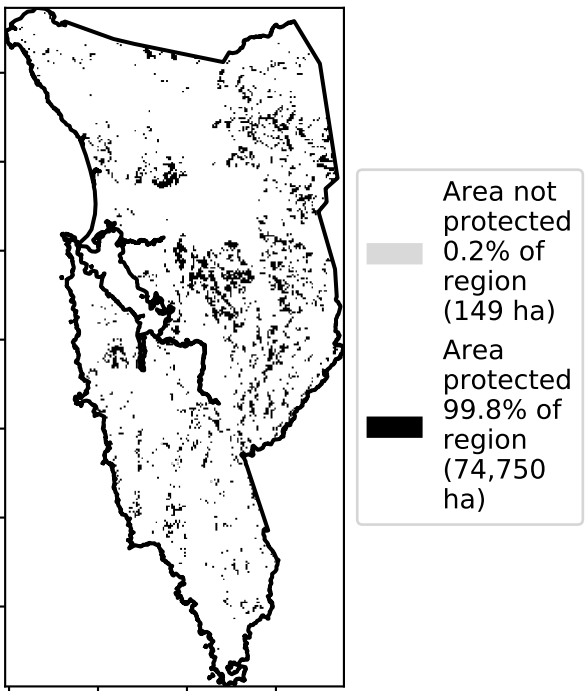 Area not
protected
0.2% of
region
(149 ha)
Area
protected
99.8% of
region
(74,750
ha)